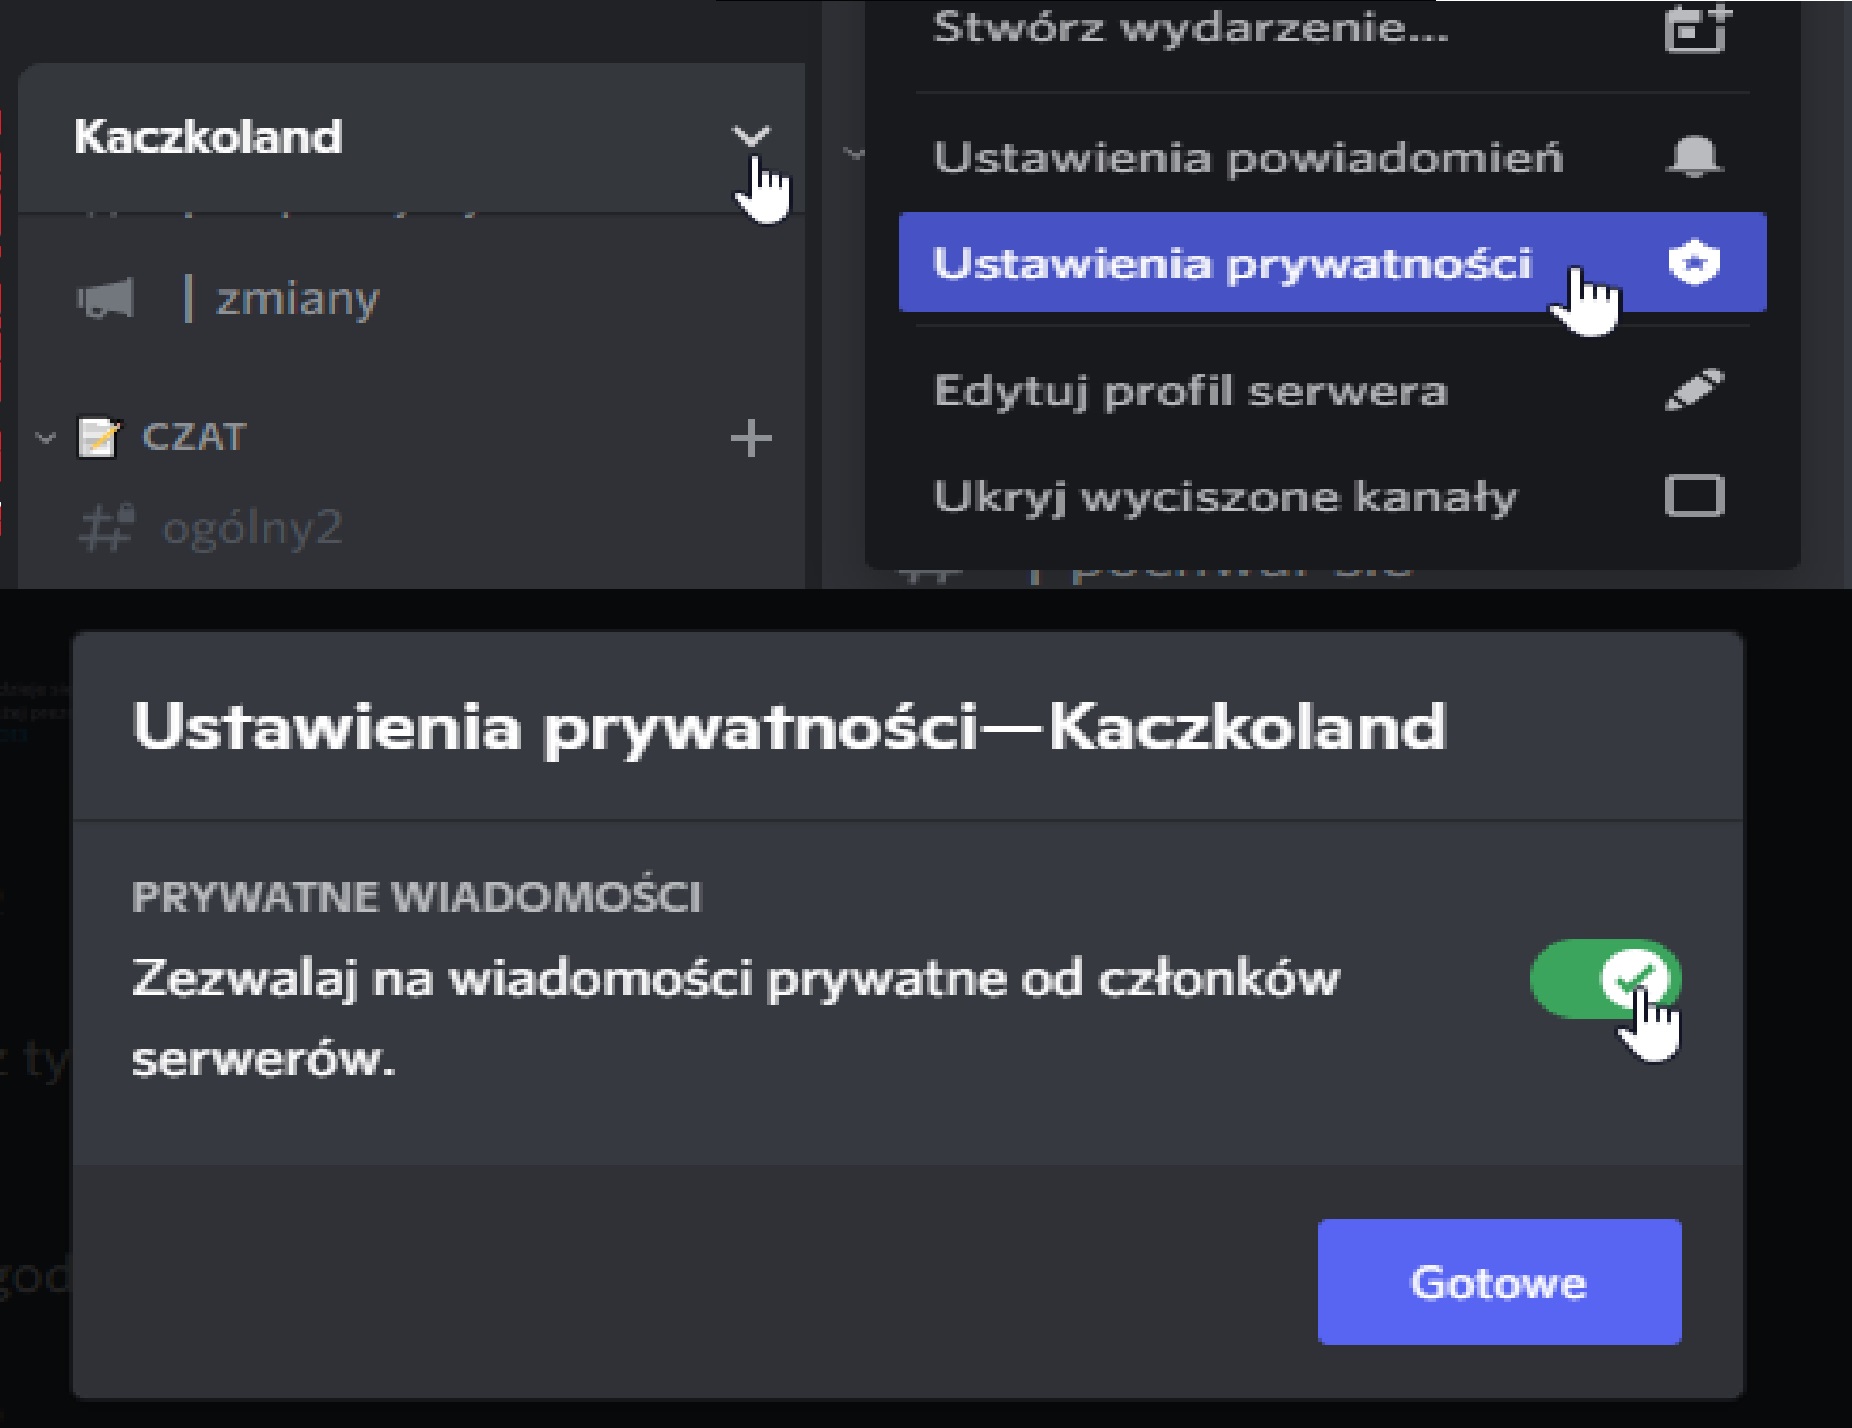 Kaczkoland
| zmiany
CZAT
ogólny2
Stwórz wydarzenie...
Ustawienia powiadomień
Ustawienia prywatności
Edytuj profil serwera
Ukryj wyciszone kanały
Ustawienia prywatności—Kaczkoland
PRYWATNE WIADOMOŚCI
Zezwalaj na wiadomości prywatne od członków
serwerów.
Gotowe